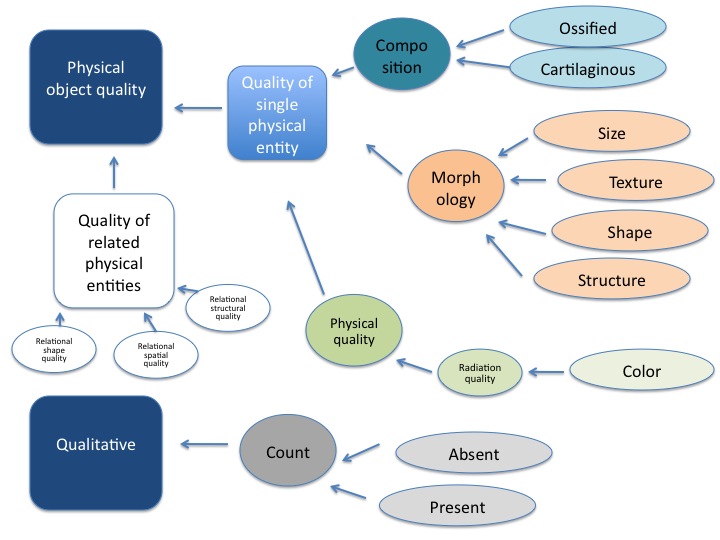 Physical
object quality
Quality of
single
physical
entity
Compo
sition
Ossified
Cartilaginous
Morph
ology
Size
Texture
Shape
Structure
Quality of
related
physical
entities
Relational
structural quality
Relational
shape
quality
Relational
spatial
quality
Physical
quality
Radiation
quality
Color
Qualitative
Count
Absent
Present